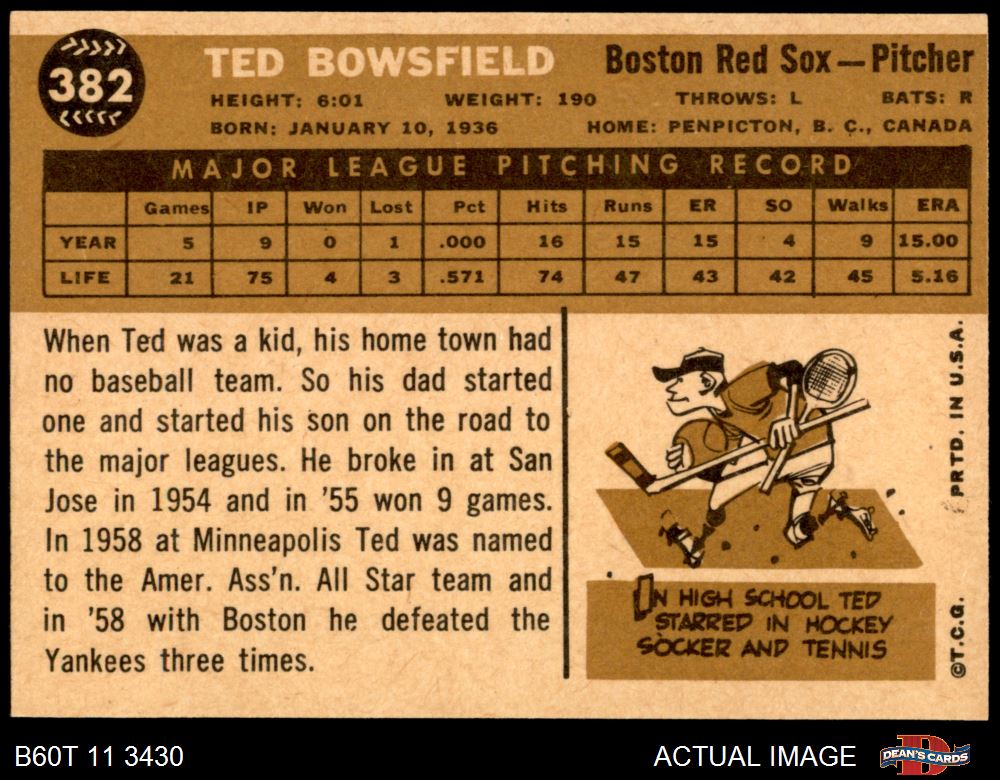 382
TED BOWSFIELD
Boston Red Sox—Pitcher
HEIGHT: 6:01 WEIGHT: 190 THROWS: L BATS: R
BORN: JANUARY 10, 1936 HOME: PENPICTON, B. C., CANADA
MAJOR LEAGUE PITCHING RECORD
Games IP Won Lost Pct Hits Runs ER SO Walks ERA
YEAR 5 9 0 1 .000 16 15 15 4 9 15.00
LIFE 21 75 4 3 .571 74 47 43 42 45 5.16
When Ted was a kid, his home town had
no baseball team. So his dad started
one and started his son on the road to
the major leagues. He broke in at San
Jose in 1954 and in '55 won 9 games.
In 1958 at Minneapolis Ted was named
to the Amer. Ass'n. All Star team and
in '58 with Boston he defeated the
Yankees three times.
IN HIGH SCHOOL TED
STARRED IN HOCKEY
SOCKER AND TENNIS
©T.C.G. PRTD. IN U.S.A.
B60T 11 3430
ACTUAL IMAGE
DEAN'S CARDS